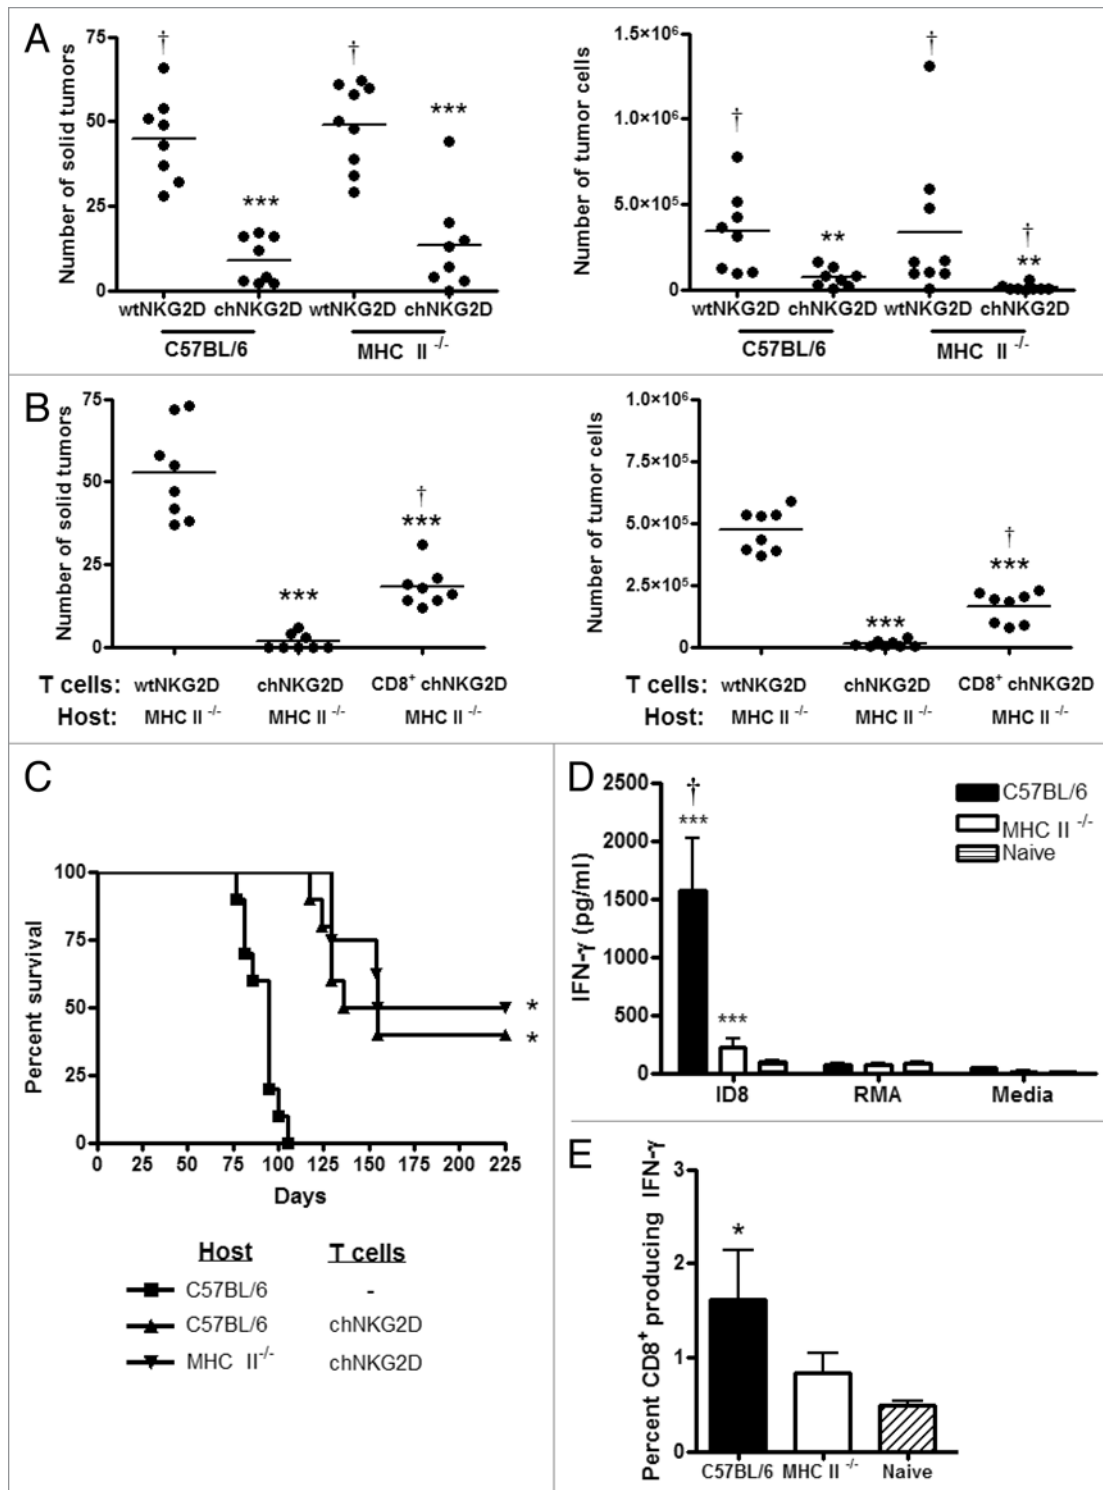 A
Number of solid tumors
75
50
25
0
†
***
†
***
wtNKG2D chNKG2D wtNKG2D chNKG2D
C57BL/6 MHC II -/-
Number of tumor cells
1.5×10⁶
1.0×10⁶
5.0×10⁵
0
†
**
†
†
**
wtNKG2D chNKG2D wtNKG2D chNKG2D
C57BL/6 MHC II -/-
B
Number of solid tumors
75
50
25
0
***
†
***
T cells: wtNKG2D chNKG2D CD8⁺ chNKG2D
Host: MHC II -/- MHC II -/- MHC II -/-
Number of tumor cells
1.0×10⁶
7.5×10⁵
5.0×10⁵
2.5×10⁵
0
***
†
***
wtNKG2D chNKG2D CD8⁺ chNKG2D
MHC II -/- MHC II -/- MHC II -/-
C
Percent survival
100
75
50
25
0
*
*
0 25 50 75 100 125 150 175 200 225
Days
Host T cells
C57BL/6 -
C57BL/6 chNKG2D
MHC II-/- chNKG2D
D
IFN-γ (pg/ml)
2500
2000
1500
1000
500
0
†
***
***
C57BL/6
MHC II -/-
Naive
ID8 RMA Media
E
Percent CD8⁺ producing IFN-γ
3
2
1
0
*
C57BL/6 MHC II -/- Naive